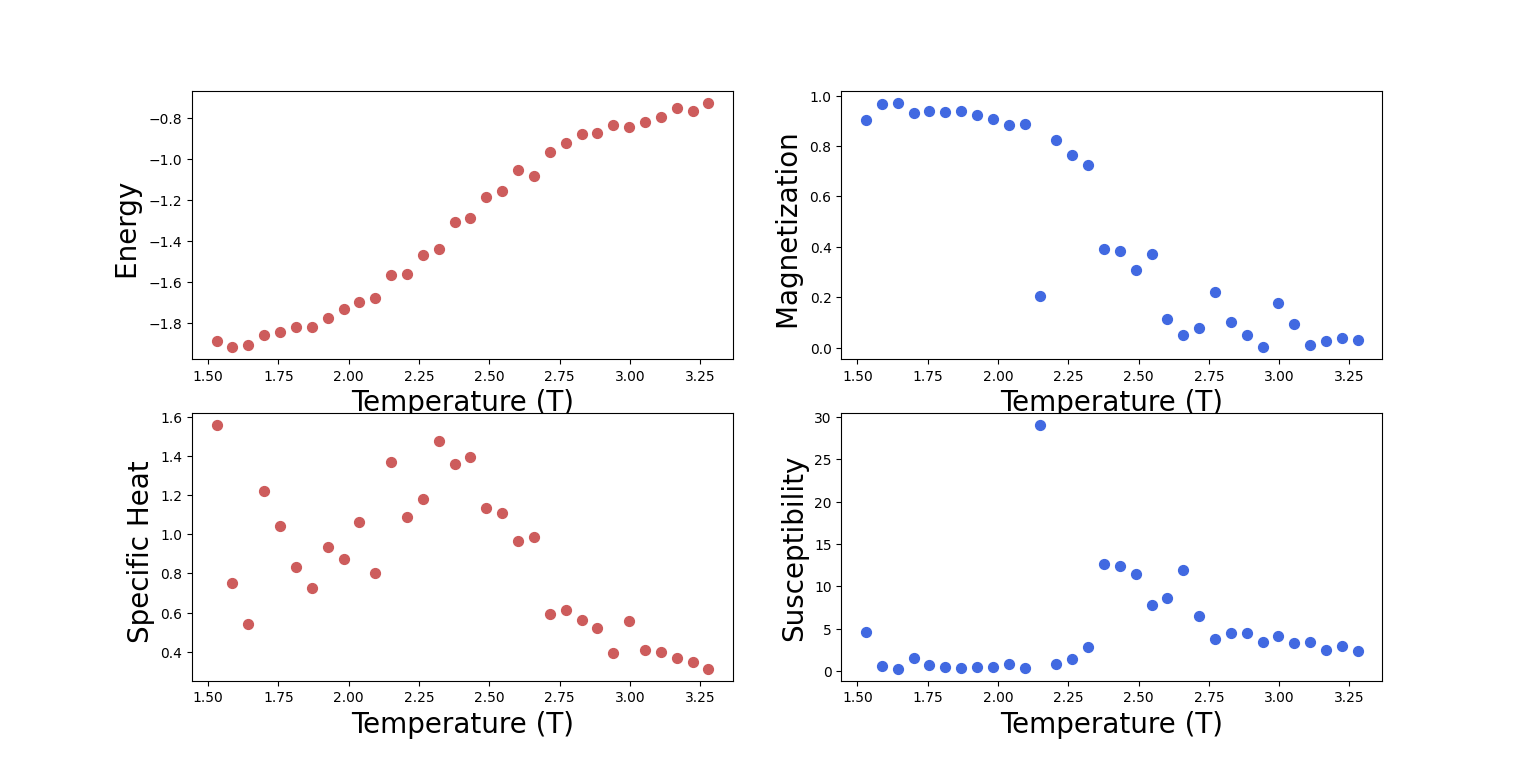 Energy
−0.8
−1.0
−1.2
−1.4
−1.6
−1.8
1.50 1.75 2.00 2.25 2.50 2.75 3.00 3.25
Temperature (T)
Magnetization
1.0
0.8
0.6
0.4
0.2
0.0
1.50 1.75 2.00 2.25 2.50 2.75 3.00 3.25
Temperature (T)
Specific Heat
1.6
1.4
1.2
1.0
0.8
0.6
0.4
1.50 1.75 2.00 2.25 2.50 2.75 3.00 3.25
Temperature (T)
Susceptibility
30
25
20
15
10
5
0
1.50 1.75 2.00 2.25 2.50 2.75 3.00 3.25
Temperature (T)